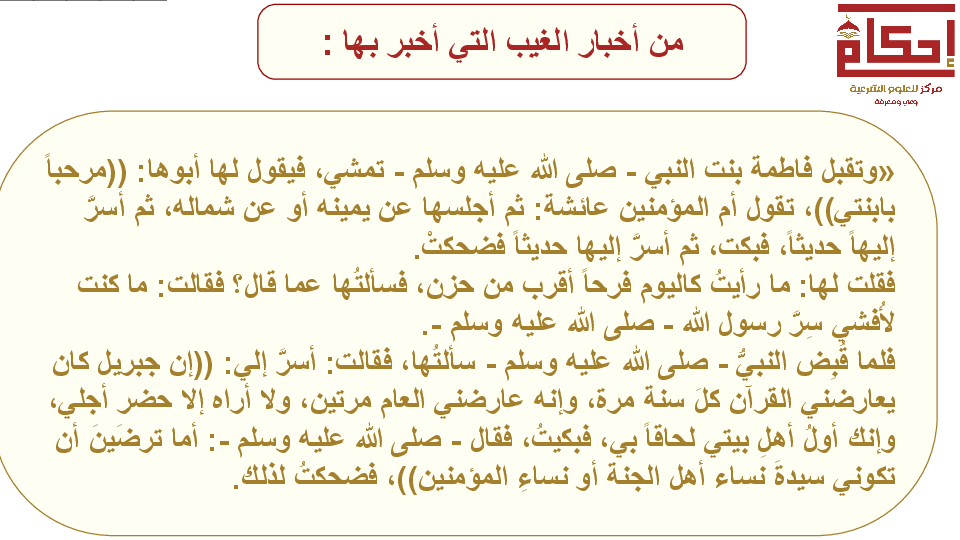 من أخبار الغيب التي أخبر بها :
إحكام
مركز للعلوم الشرعية
وعي ومعرفة
«وتقبل فاطمة بنت النبي - صلى الله عليه وسلم - تمشي، فيقول لها أبوها: ((مرحباً
بابنتي))، تقول أم المؤمنين عائشة: ثم أجلسها عن يمينه أو عن شماله، ثم أسرَّ
إليهاً حديثاً، فبكت، ثم أسرَّ إليها حديثاً فضحكتْ.
فقلت لها: ما رأيتُ كاليوم فرحاً أقرب من حزن، فسألتُها عما قال؟ فقالت: ما كنت
لأُفشي سِرَّ رسول الله - صلى الله عليه وسلم -.
فلما قُبِض النبيُّ - صلى الله عليه وسلم - سألتُها، فقالت: أسرَّ إلي: ((إن جبريل كان
يعارضُني القرآن كلَ سنة مرة، وإنه عارضني العام مرتين، ولا أراه إلا حضر أجلي،
وإنك أولُ أهلِ بيتي لحاقاً بي، فبكيتُ، فقال - صلى الله عليه وسلم -: أما ترضَينَ أن
تكوني سيدةَ نساء أهل الجنة أو نساءِ المؤمنين))، فضحكتُ لذلك.